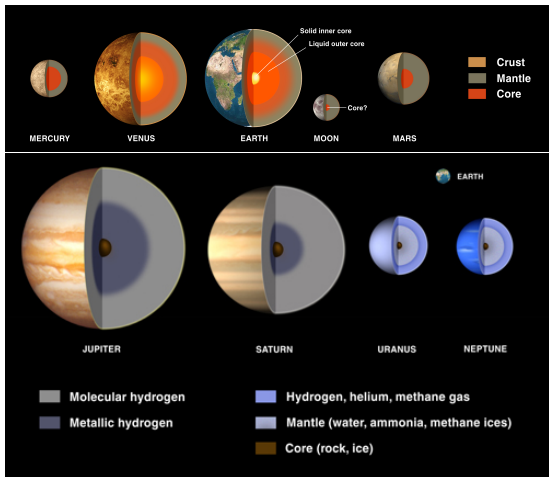 Solid inner core
Liquid outer core
Crust
Mantle
Core
Core?
MERCURY
VENUS
EARTH
MOON
MARS
EARTH
JUPITER
SATURN
URANUS
NEPTUNE
Molecular hydrogen
Metallic hydrogen
Hydrogen, helium, methane gas
Mantle (water, ammonia, methane ices)
Core (rock, ice)